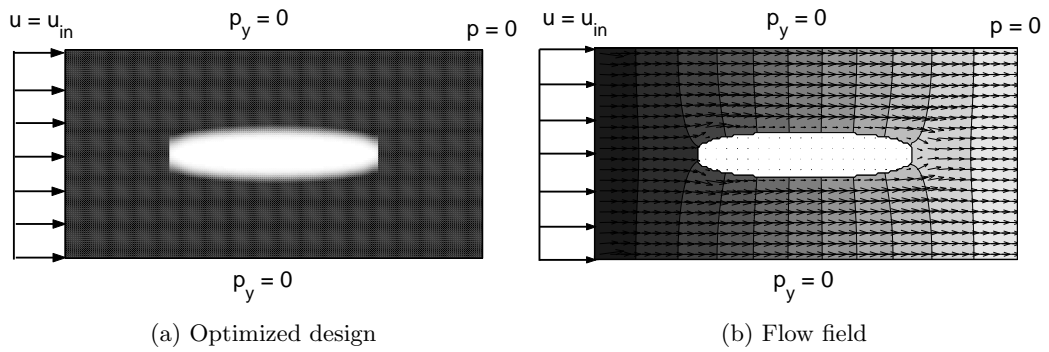 u = u_in
p_y = 0
p = 0
p_y = 0
(a) Optimized design
u = u_in
p_y = 0
p = 0
p_y = 0
(b) Flow field